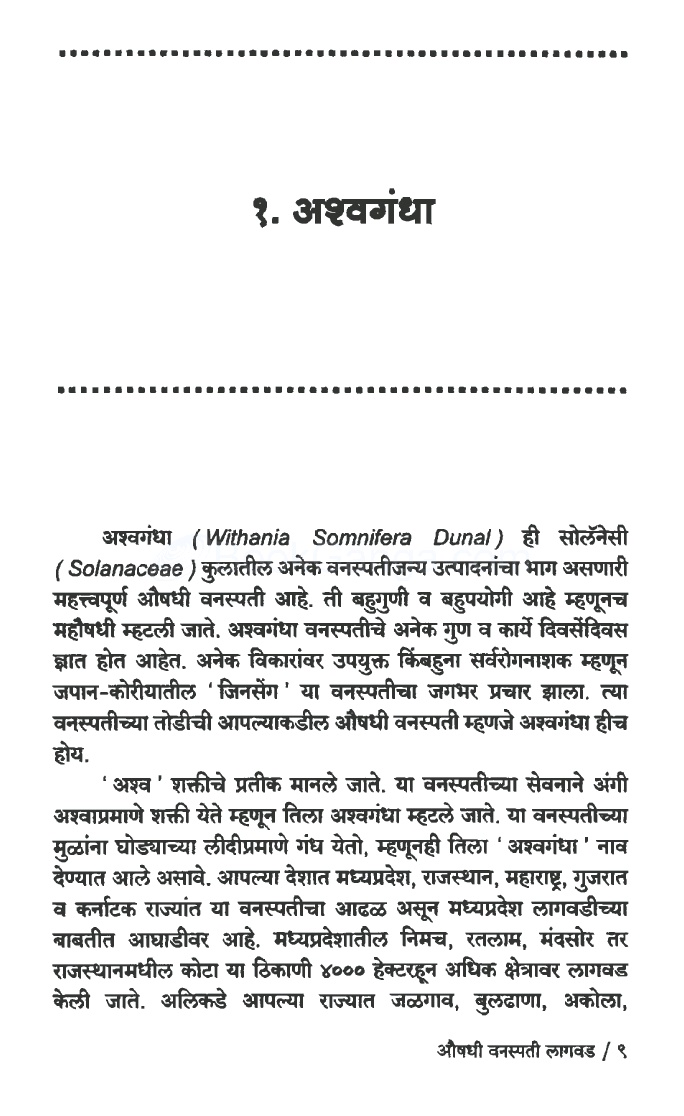 १. अश्वगंधा
अश्वगंधा ( Withania Somnifera Dunal ) ही सोलॅनेसी
( Solanaceae ) कुलातील अनेक वनस्पतीजन्य उत्पादनांचा भाग असणारी
महत्त्वपूर्ण औषधी वनस्पती आहे. ती बहुगुणी व बहुपयोगी आहे म्हणूनच
महौषधी म्हटली जाते. अश्वगंधा वनस्पतीचे अनेक गुण व कार्ये दिवसेंदिवस
ज्ञात होत आहेत. अनेक विकारांवर उपयुक्त किंबहुना सर्वरोगनाशक म्हणून
जपान-कोरीयातील ' जिनसेंग ' या वनस्पतीचा जगभर प्रचार झाला. त्या
वनस्पतीच्या तोडीची आपल्याकडील औषधी वनस्पती म्हणजे अश्वगंधा हीच
होय.
' अश्व ' शक्तीचे प्रतीक मानले जाते. या वनस्पतीच्या सेवनाने अंगी
अश्वाप्रमाणे शक्ती येते म्हणून तिला अश्वगंधा म्हटले जाते. या वनस्पतीच्या
मुळांना घोड्याच्या लीदीप्रमाणे गंध येतो, म्हणूनही तिला ' अश्वगंधा ' नाव
देण्यात आले असावे. आपल्या देशात मध्यप्रदेश, राजस्थान, महाराष्ट्र, गुजरात
व कर्नाटक राज्यांत या वनस्पतीचा आढळ असून मध्यप्रदेश लागवडीच्या
बाबतीत आघाडीवर आहे. मध्यप्रदेशातील निमच, रतलाम, मंदसोर तर
राजस्थानमधील कोटा या ठिकाणी ४००० हेक्टरहून अधिक क्षेत्रावर लागवड
केली जाते. अलिकडे आपल्या राज्यात जळगाव, बुलढाणा, अकोला,
औषधी वनस्पती लागवड / ९